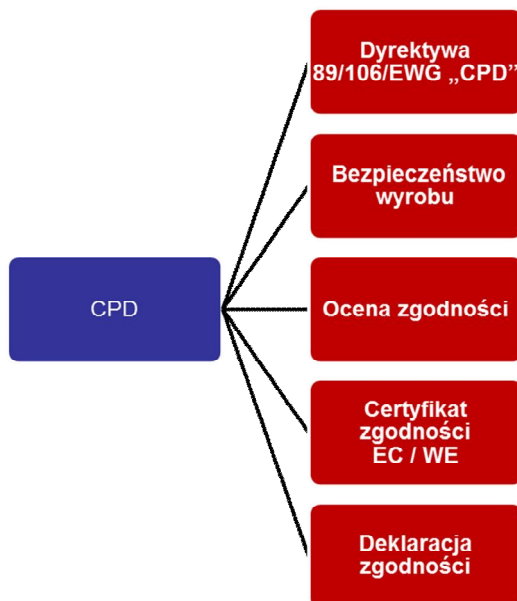 Dyrektywa
89/106/EWG „CPD”
Bezpieczeństwo
wyrobu
CPD
Ocena zgodności
Certyfikat
zgodności
EC / WE
Deklaracja
zgodności